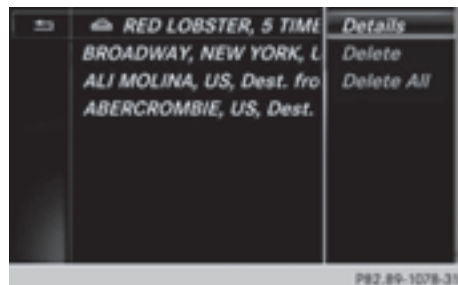 RED LOBSTER, 5 TIME
BROADWAY, NEW YORK, U
ALI MOLINA, US, Dest. fro
ABERCROMBIE, US, Dest.
Details
Delete
Delete All
P82.89-1078-31